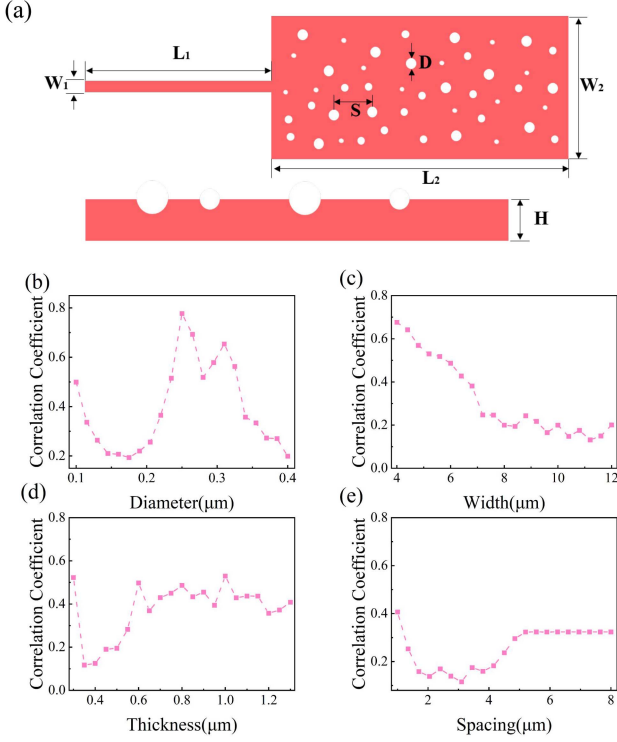 (a)
L1
W1
D
S
W2
L2
H
(b)
Correlation Coefficient
0.8
0.6
0.4
0.2
0.1 0.2 0.3 0.4
Diameter(μm)
(c)
Correlation Coefficient
0.8
0.6
0.4
0.2
0.0
4 6 8 10 12
Width(μm)
(d)
Correlation Coefficient
0.8
0.6
0.4
0.2
0.0
0.4 0.6 0.8 1.0 1.2
Thickness(μm)
(e)
Correlation Coefficient
0.8
0.6
0.4
0.2
2 4 6 8
Spacing(μm)